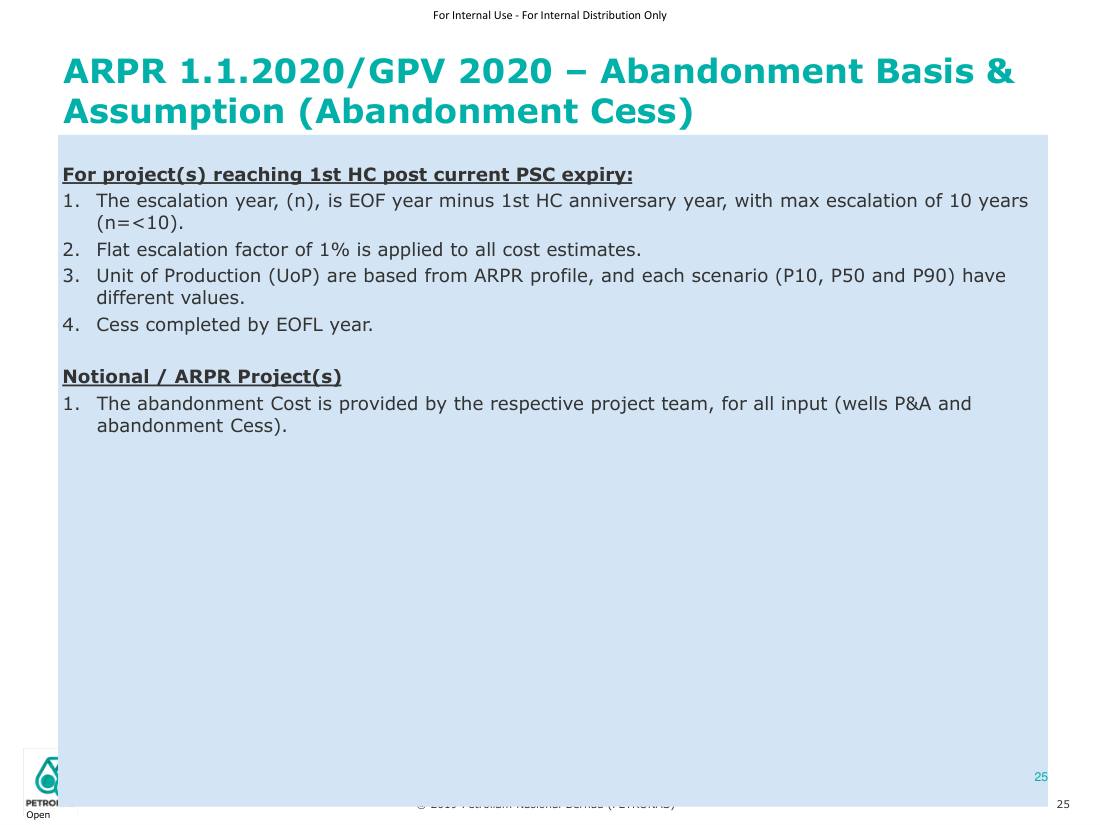 For Internal Use - For Internal Distribution Only
ARPR 1.1.2020/GPV 2020 – Abandonment Basis &
Assumption (Abandonment Cess)
For project(s) reaching 1st HC post current PSC expiry:
1. The escalation year, (n), is EOF year minus 1st HC anniversary year, with max escalation of 10 years
(n=<10).
2. Flat escalation factor of 1% is applied to all cost estimates.
3. Unit of Production (UoP) are based from ARPR profile, and each scenario (P10, P50 and P90) have
different values.
4. Cess completed by EOFL year.
Notional / ARPR Project(s)
1. The abandonment Cost is provided by the respective project team, for all input (wells P&A and
abandonment Cess).
25
25
Open